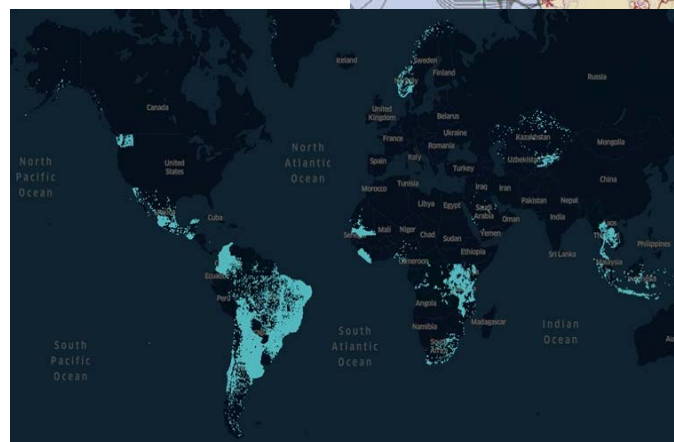 Iceland
Sweden
Finland
Russia
Canada
United
Kingdom
Belarus
Ukraine
France
Romania
Kazakhstan
Mongolia
North
Pacific
Ocean
North
Atlantic
Ocean
United
States
Spain
Italy
Turkey
Uzbekistan
China
Morocco
Tunisia
Iraq
Iran
Libya
Egypt
Saudi
Arabia
Pakistan
Nepal
Oman
India
Cuba
Mali
Niger
Chad
Sudan
Yemen
Philippines
Cameroon
Ethiopia
Sri Lanka
Malaysia
Peru
Angola
Namibia
Madagascar
South
Pacific
Ocean
South
Atlantic
Ocean
Indian
Ocean